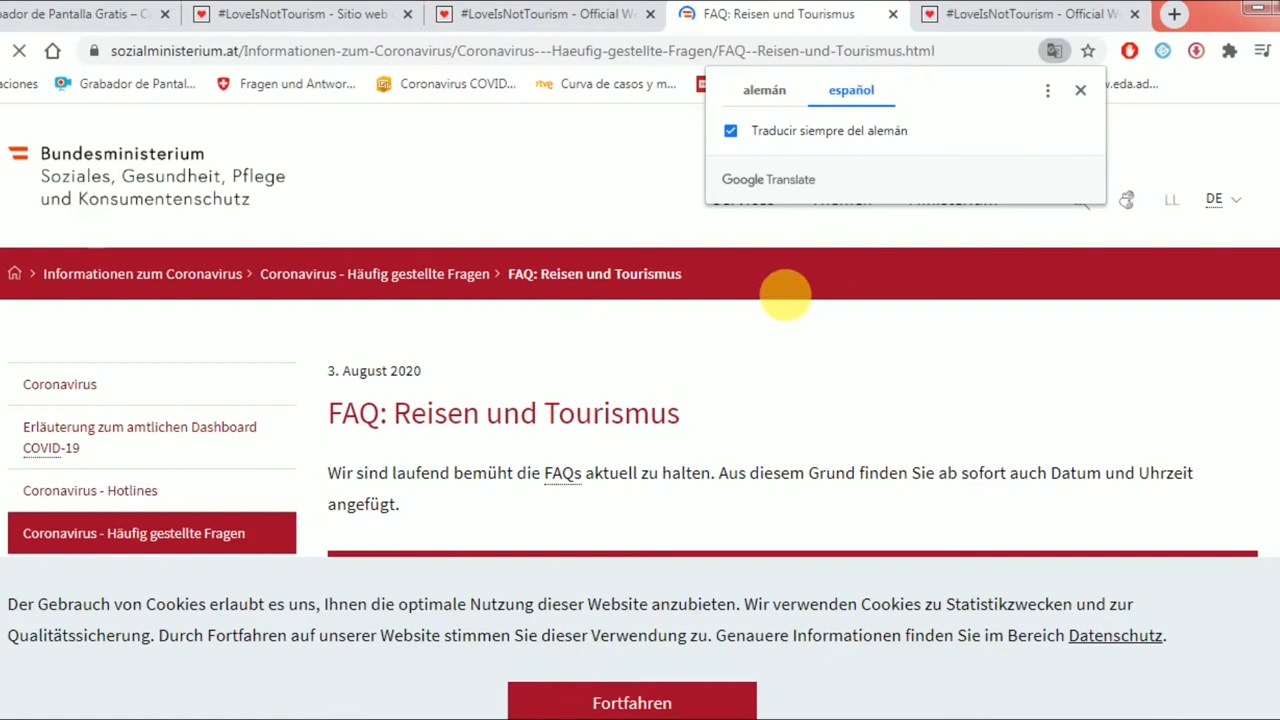 ador de Pantalla Gratis – C
#LoveIsNotTourism - Sitio web
#LoveIsNotTourism - Official W
FAQ: Reisen und Tourismus
#LoveIsNotTourism - Official W
sozialministerium.at/Informationen-zum-Coronavirus/Coronavirus---Haeufig-gestellte-Fragen/FAQ--Reisen-und-Tourismus.html
aciones
Grabador de Pantal...
Fragen und Antwor...
Coronavirus COVID...
rtve Curva de casos y m...
w.eda.ad...
alemán
español
Traducir siempre del alemán
Google Translate
Bundesministerium
Soziales, Gesundheit, Pflege
und Konsumentenschutz
LL
DE
Informationen zum Coronavirus > Coronavirus - Häufig gestellte Fragen > FAQ: Reisen und Tourismus
Coronavirus
Erläuterung zum amtlichen Dashboard
COVID-19
Coronavirus - Hotlines
Coronavirus - Häufig gestellte Fragen
3. August 2020
FAQ: Reisen und Tourismus
Wir sind laufend bemüht die FAQs aktuell zu halten. Aus diesem Grund finden Sie ab sofort auch Datum und Uhrzeit
angefügt.
Der Gebrauch von Cookies erlaubt es uns, Ihnen die optimale Nutzung dieser Website anzubieten. Wir verwenden Cookies zu Statistikzwecken und zur
Qualitätssicherung. Durch Fortfahren auf unserer Website stimmen Sie dieser Verwendung zu. Genauere Informationen finden Sie im Bereich Datenschutz.
Fortfahren